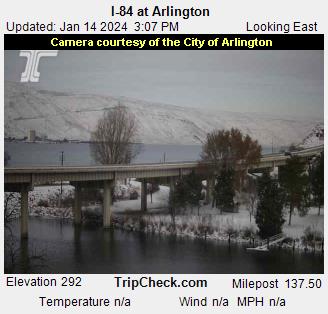 I-84 at Arlington
Updated: Jan 14 2024 3:07 PM Looking East
Camera courtesy of the City of Arlington
Elevation 292 TripCheck.com Milepost 137.50
Temperature n/a Wind n/a MPH n/a